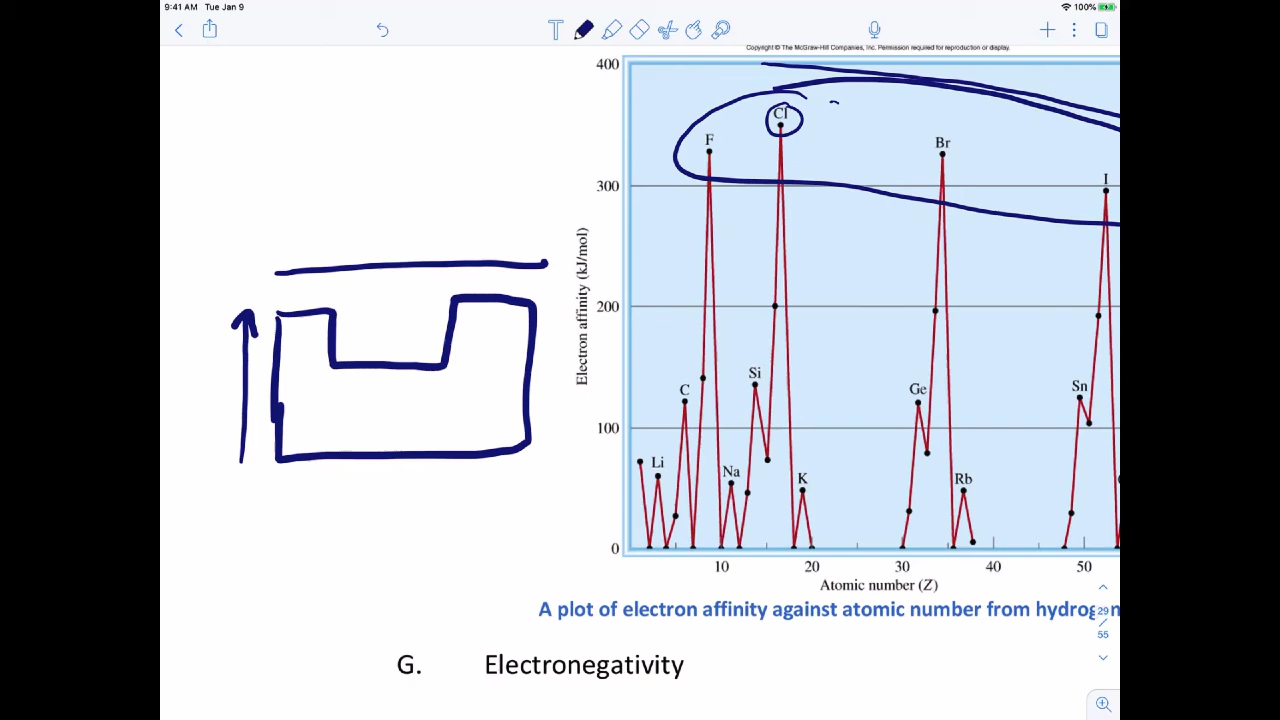 9:41 AM Tue Jan 9
100%
T
Copyright © The McGraw-Hill Companies, Inc. Permission required for reproduction or display.
400
Cl
F
Br
I
300
Electron affinity (kJ/mol)
200
Si
Sn
C
Ge
100
Li
Na
K
Rb
0
10
20
30
40
50
Atomic number (Z)
A plot of electron affinity against atomic number from hydrogen
29
55
G. Electronegativity